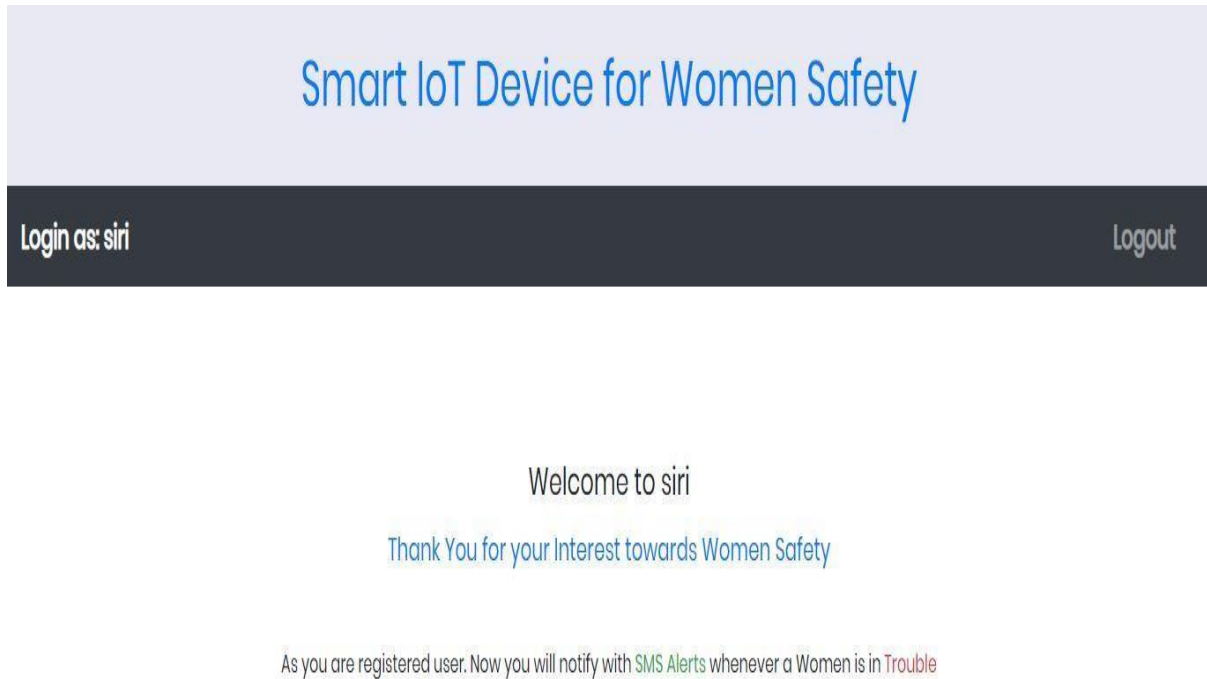 Smart IoT Device for Women Safety
Login as: siri
Logout
Welcome to siri
Thank You for your Interest towards Women Safety
As you are registered user. Now you will notify with SMS Alerts whenever a Women is in Trouble